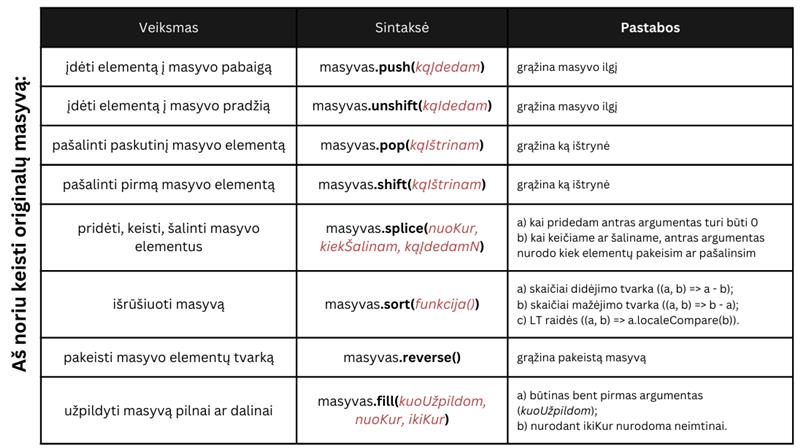 Aš noriu keisti originalų masyvą:
Veiksmas
Sintaksė
Pastabos
įdėti elementą į masyvo pabaigą
masyvas.push(kąĮdedam)
grąžina masyvo ilgį
įdėti elementą į masyvo pradžią
masyvas.unshift(kąĮdedam)
grąžina masyvo ilgį
pašalinti paskutinį masyvo elementą
masyvas.pop(kąIštrinam)
grąžina ką ištrynė
pašalinti pirmą masyvo elementą
masyvas.shift(kąIštrinam)
grąžina ką ištrynė
pridėti, keisti, šalinti masyvo
elementus
masyvas.splice(nuoKur,
kiekŠalinam, kąĮdedamN)
a) kai pridedam antras argumentas turi būti 0
b) kai keičiame ar šaliname, antras argumentas
nurodo kiek elementų pakeisim ar pašalinsim
išrūšiuoti masyvą
masyvas.sort(funkcija())
a) skaičiai didėjimo tvarka ((a, b) => a - b);
b) skaičiai mažėjimo tvarka ((a, b) => b - a);
c) LT raidės ((a, b) => a.localeCompare(b)).
pakeisti masyvo elementų tvarką
masyvas.reverse()
grąžina pakeistą masyvą
užpildyti masyvą pilnai ar dalinai
masyvas.fill(kuoUžpildom,
nuoKur, ikiKur)
a) būtinas bent pirmas argumentas
(kuoUžpildom);
b) nurodant ikiKur nurodoma neimtinai.